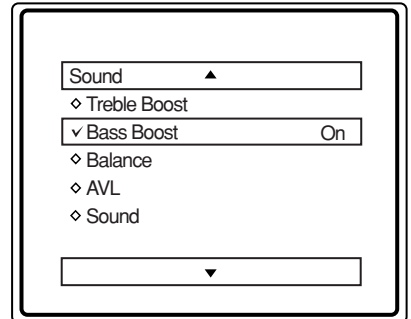 Sound ▲
◇ Treble Boost
✓ Bass Boost On
◇ Balance
◇ AVL
◇ Sound
▼